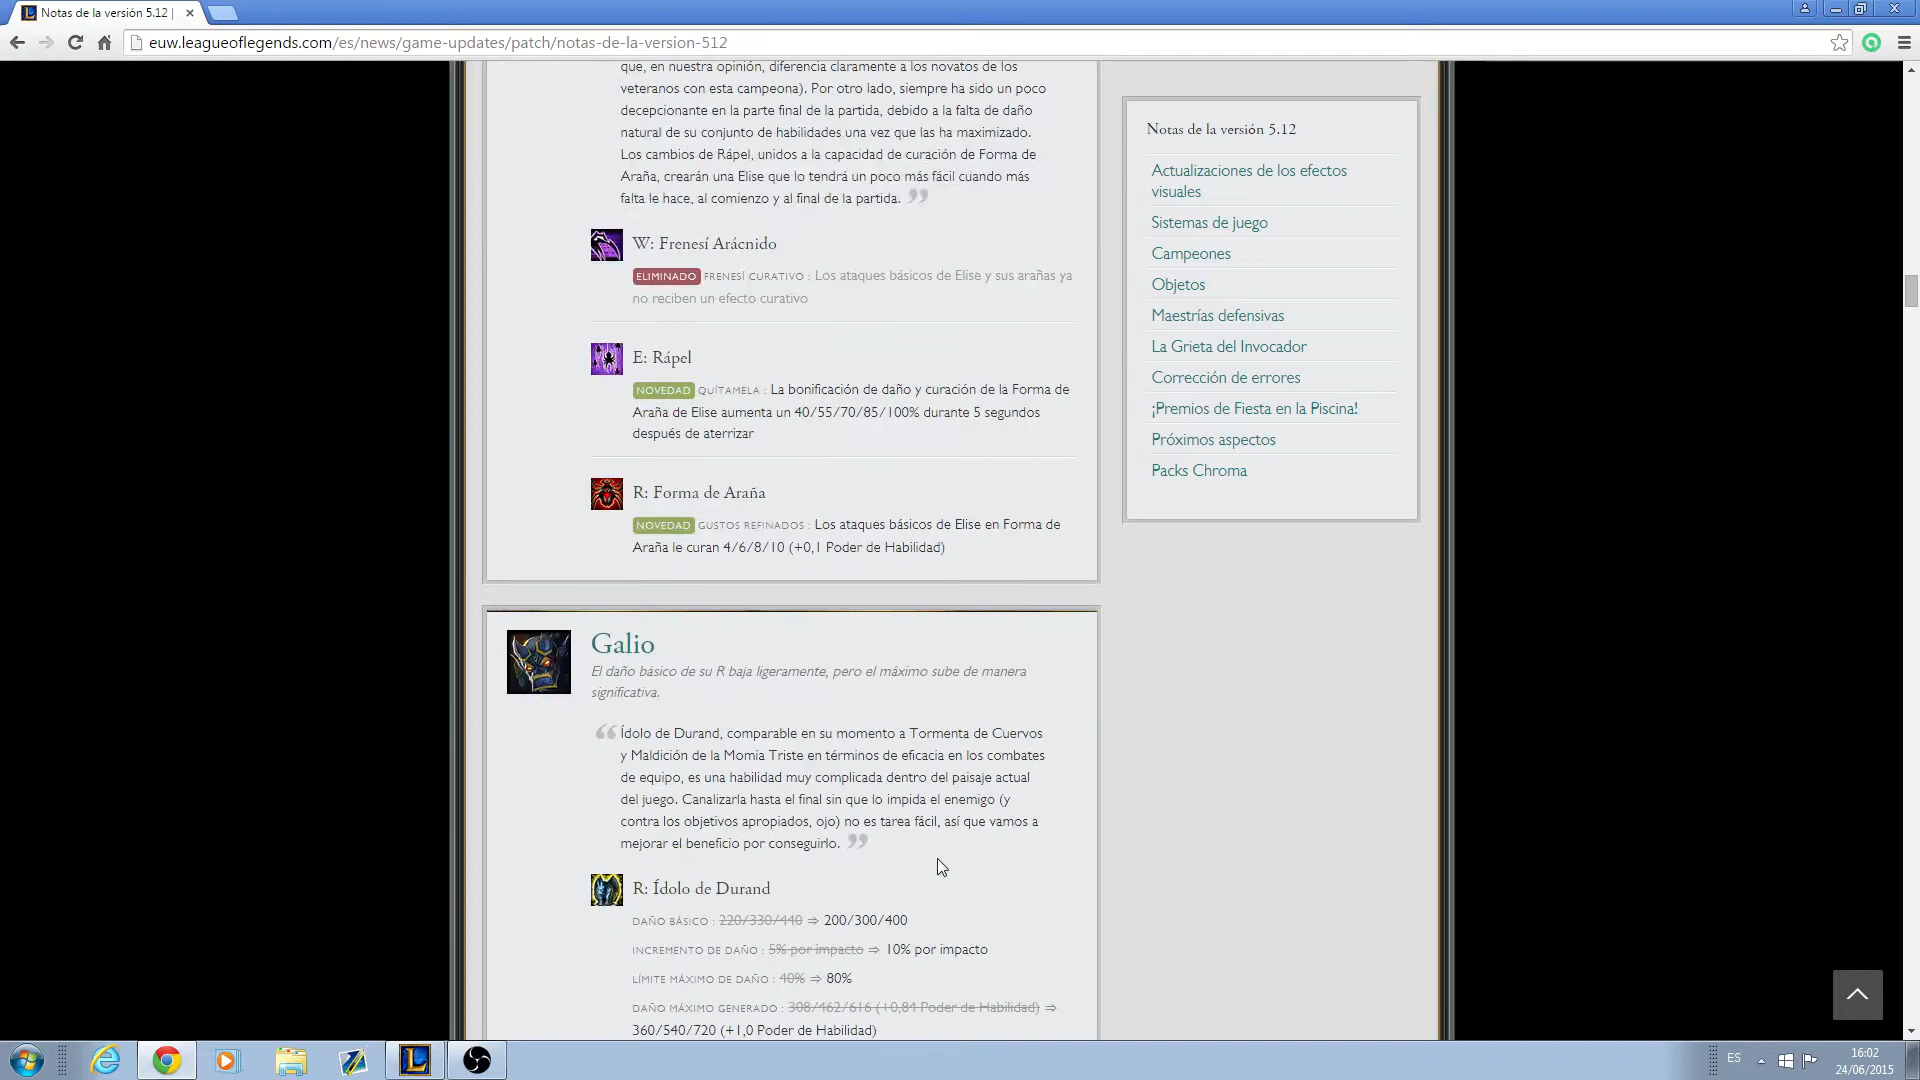 Notas de la versión 5.12 |
euw.leagueoflegends.com/es/news/game-updates/patch/notas-de-la-version-512
que, en nuestra opinión, diferencia claramente a los novatos de los
veteranos con esta campeona). Por otro lado, siempre ha sido un poco
decepcionante en la parte final de la partida, debido a la falta de daño
natural de su conjunto de habilidades una vez que las ha maximizado.
Los cambios de Rápel, unidos a la capacidad de curación de Forma de
Araña, crearán una Elise que lo tendrá un poco más fácil cuando más
falta le hace, al comienzo y al final de la partida. ”
W: Frenesí Arácnido
ELIMINADO FRENESÍ CURATIVO : Los ataques básicos de Elise y sus arañas ya
no reciben un efecto curativo
E: Rápel
NOVEDAD QUÍTAMELA : La bonificación de daño y curación de la Forma de
Araña de Elise aumenta un 40/55/70/85/100% durante 5 segundos
después de aterrizar
R: Forma de Araña
NOVEDAD GUSTOS REFINADOS : Los ataques básicos de Elise en Forma de
Araña le curan 4/6/8/10 (+0,1 Poder de Habilidad)
Galio
El daño básico de su R baja ligeramente, pero el máximo sube de manera
significativa.
“ Ídolo de Durand, comparable en su momento a Tormenta de Cuervos
y Maldición de la Momia Triste en términos de eficacia en los combates
de equipo, es una habilidad muy complicada dentro del paisaje actual
del juego. Canalizarla hasta el final sin que lo impida el enemigo (y
contra los objetivos apropiados, ojo) no es tarea fácil, así que vamos a
mejorar el beneficio por conseguirlo. ”
R: Ídolo de Durand
DAÑO BÁSICO : 220/330/440 ⇒ 200/300/400
INCREMENTO DE DAÑO : 5% por impacto ⇒ 10% por impacto
LÍMITE MÁXIMO DE DAÑO : 40% ⇒ 80%
DAÑO MÁXIMO GENERADO : 308/462/616 (+0,84 Poder de Habilidad) ⇒
360/540/720 (+1,0 Poder de Habilidad)
Notas de la versión 5.12
Actualizaciones de los efectos
visuales
Sistemas de juego
Campeones
Objetos
Maestrías defensivas
La Grieta del Invocador
Corrección de errores
¡Premios de Fiesta en la Piscina!
Próximos aspectos
Packs Chroma
ES
16:02
24/06/2015